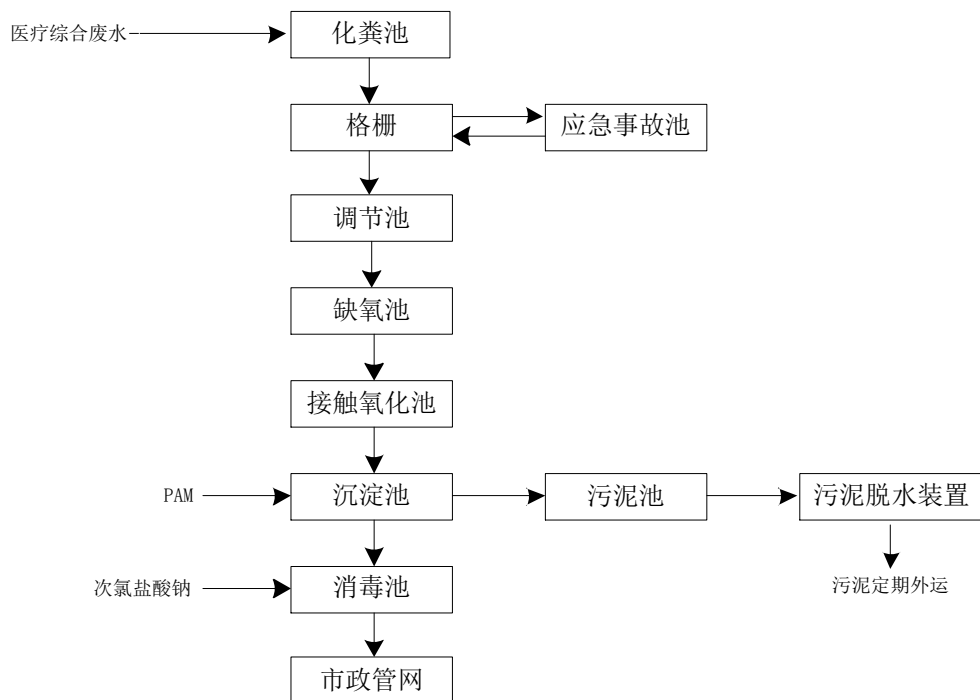 医疗综合废水
化粪池
格栅
应急事故池
调节池
缺氧池
接触氧化池
PAM
沉淀池
污泥池
污泥脱水装置
次氯盐酸钠
消毒池
污泥定期外运
市政管网